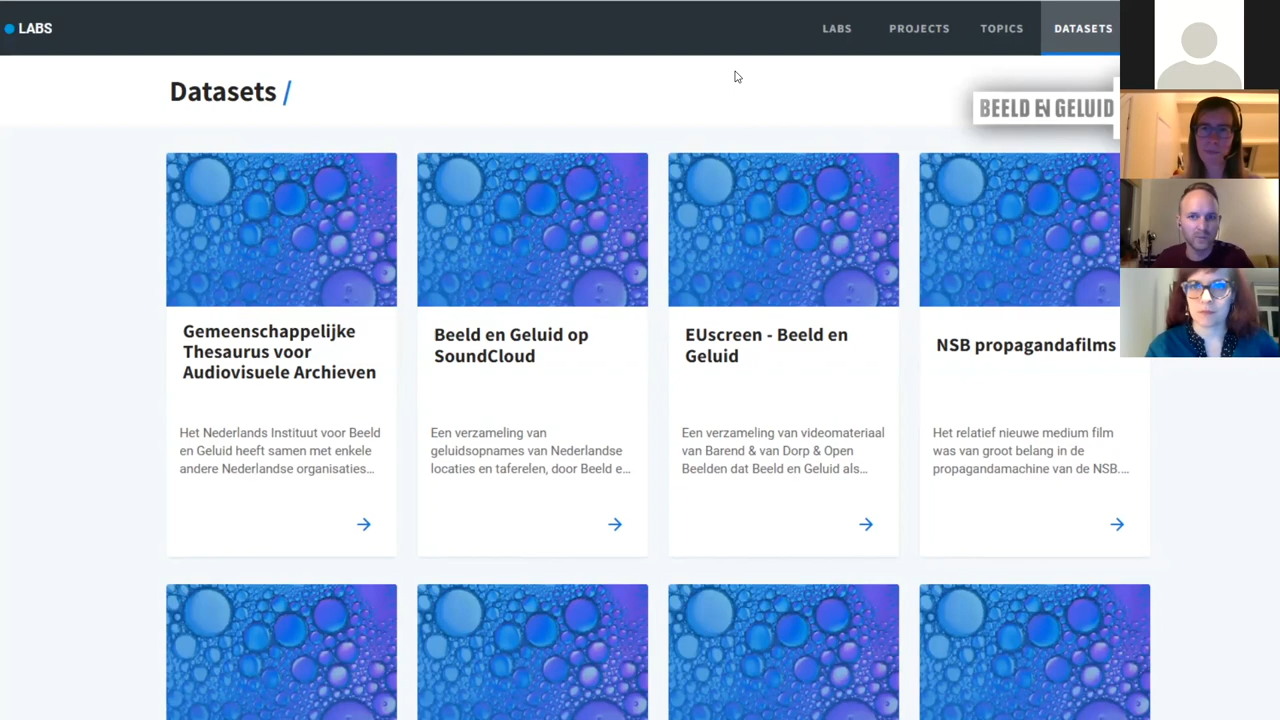 LABS
LABS PROJECTS TOPICS DATASETS
Datasets /
BEELD EN GELUID
Gemeenschappelijke
Thesaurus voor
Audiovisuele Archieven
Het Nederlands Instituut voor Beeld
en Geluid heeft samen met enkele
andere Nederlandse organisaties...
Beeld en Geluid op
SoundCloud
Een verzameling van
geluidsopnames van Nederlandse
locaties en taferelen, door Beeld e...
EUscreen - Beeld en
Geluid
Een verzameling van videomateriaal
van Barend & van Dorp & Open
Beelden dat Beeld en Geluid als...
NSB propagandafilms
Het relatief nieuwe medium film
was van groot belang in de
propagandamachine van de NSB....